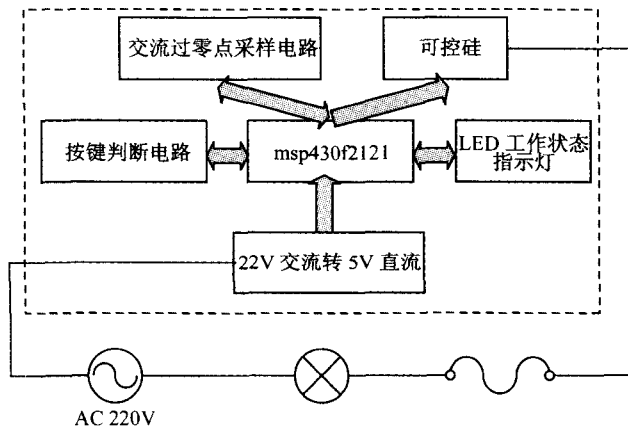 交流过零点采样电路
可控硅
按键判断电路
msp430f2121
LED 工作状态
指示灯
22V 交流转 5V 直流
AC 220V